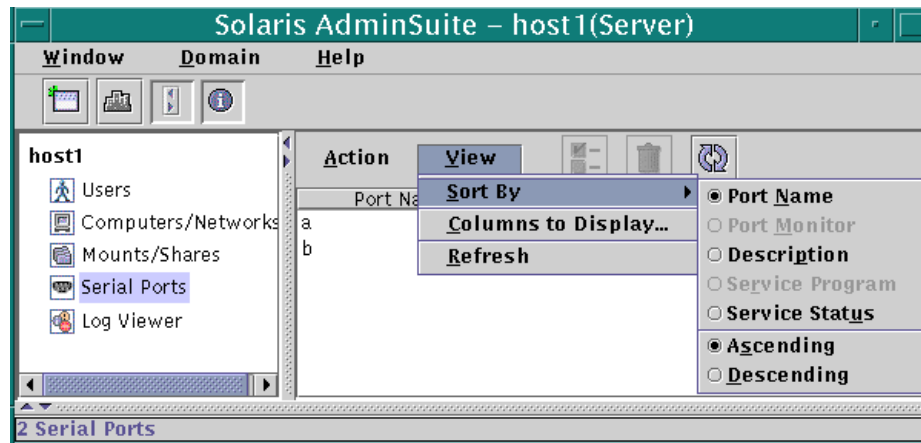 Solaris AdminSuite – host1(Server)
Window Domain Help
host1
Users
Computers/Networks
Mounts/Shares
Serial Ports
Log Viewer
Action View
Port Na
a
b
Sort By
Columns to Display...
Refresh
Port Name
Port Monitor
Description
Service Program
Service Status
Ascending
Descending
2 Serial Ports